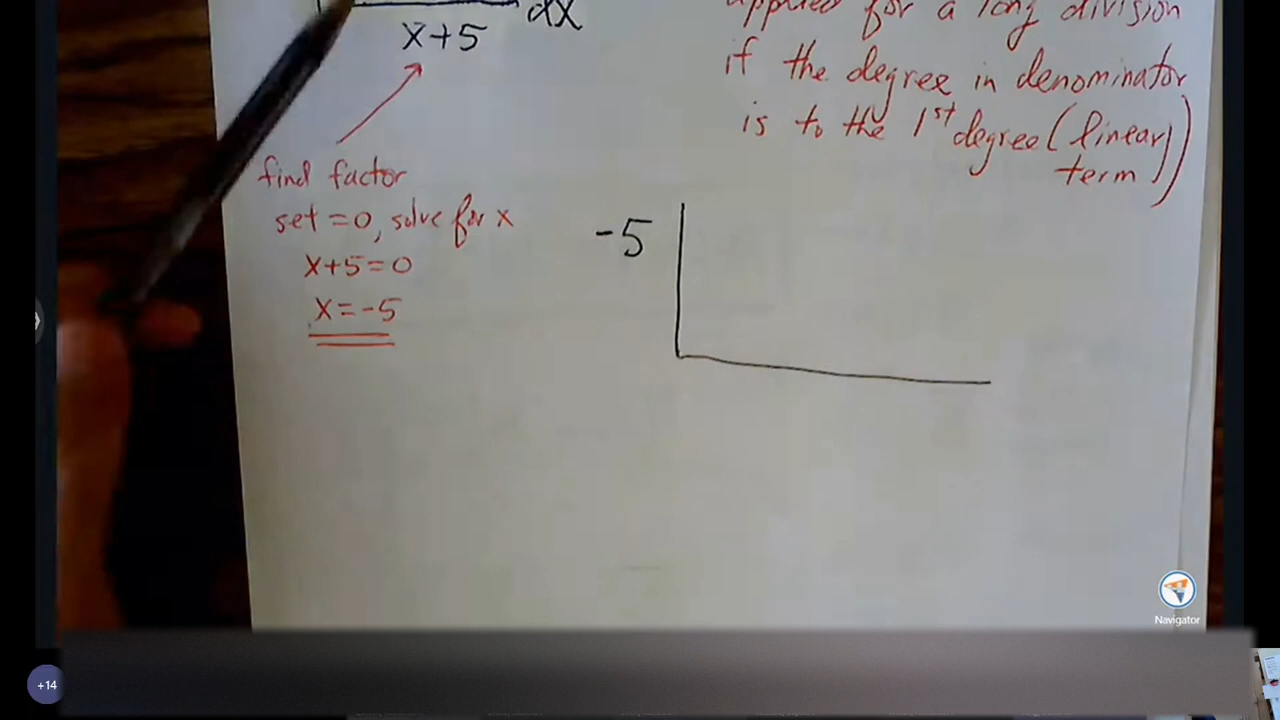 dx
x+5
applied for a long division
if the degree in denominator
is to the 1st degree (linear)
term)
find factor
set =0, solve for x
x+5=0
x=-5
-5
Navigator
+14